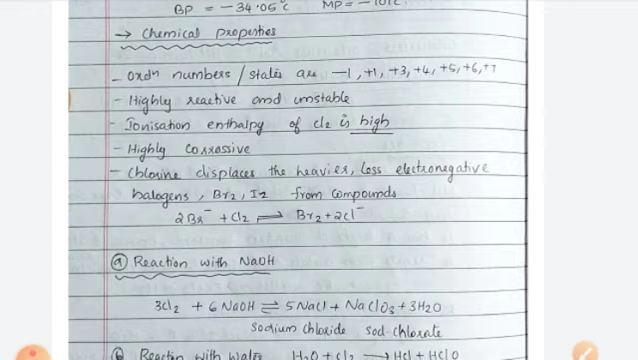 BP = -34.05°C MP = -101°C
→ Chemical properties
- Oxdn numbers/states are -1, +1, +3, +4, +5, +6, +7
- Highly reactive and unstable
- Ionisation enthalpy of Cl2 is high
- Highly corrossive
- Chlorine displaces the heavier, less electronegative
halogens, Br2, I2 from compounds
2Br⁻ + Cl2 ⇌ Br2 + 2Cl⁻
ⓐ Reaction with NaOH
3Cl2 + 6NaOH ⇌ 5NaCl + NaClO3 + 3H2O
Sodium chloride Sod. chlorate
ⓑ Reaction with Water H2O + Cl2 → HCl + HClO